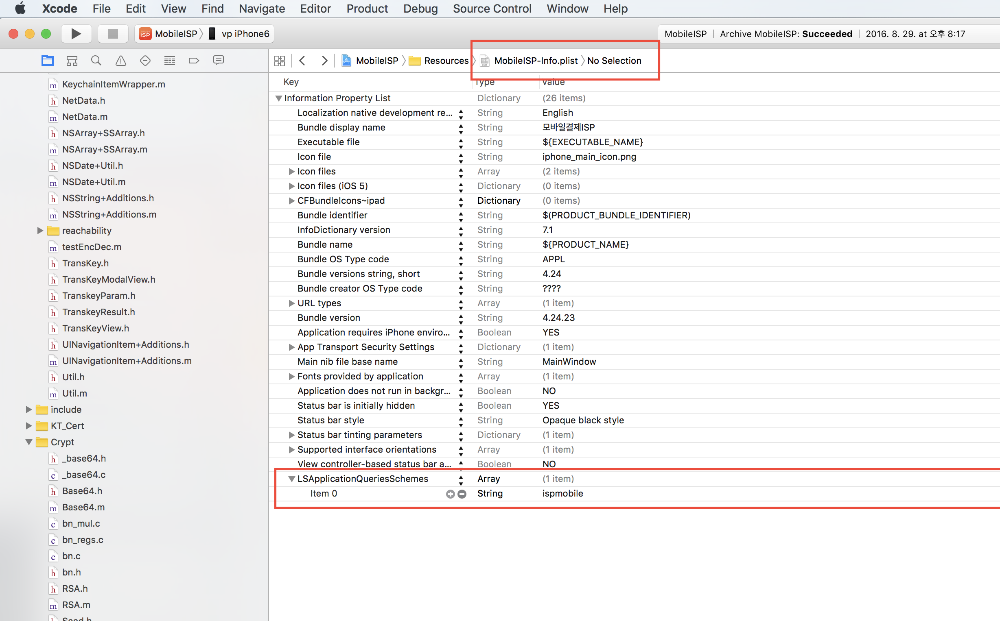 Xcode File Edit View Find Navigate Editor Product Debug Source Control Window Help
ISP MobileISP vp iPhone6 MobileISP Archive MobileISP: Succeeded 2016. 8. 29. at 오후 8:17
MobileISP Resources MobileISP-Info.plist No Selection
KeychainItemWrapper.m
NetData.h
NetData.m
NSArray+SSArray.h
NSArray+SSArray.m
NSDate+Util.h
NSDate+Util.m
NSString+Additions.h
NSString+Additions.m
reachability
testEncDec.m
TransKey.h
TransKeyModalView.h
TranskeyParam.h
TranskeyResult.h
TransKeyView.h
UINavigationItem+Additions.h
UINavigationItem+Additions.m
Util.h
Util.m
include
KT_Cert
Crypt
_base64.h
_base64.c
Base64.h
Base64.m
bn_mul.c
bn_regs.c
bn.c
bn.h
RSA.h
RSA.m
Seed.h
Key Type Value
Information Property List Dictionary (26 items)
Localization native development re... String English
Bundle display name String 모바일결제ISP
Executable file String ${EXECUTABLE_NAME}
Icon file String iphone_main_icon.png
Icon files Array (2 items)
Icon files (iOS 5) Dictionary (0 items)
CFBundleIcons~ipad Dictionary (0 items)
Bundle identifier String $(PRODUCT_BUNDLE_IDENTIFIER)
InfoDictionary version String 7.1
Bundle name String ${PRODUCT_NAME}
Bundle OS Type code String APPL
Bundle versions string, short String 4.24
Bundle creator OS Type code String ????
URL types Array (1 item)
Bundle version String 4.24.23
Application requires iPhone enviro... Boolean YES
App Transport Security Settings Dictionary (1 item)
Main nib file base name String MainWindow
Fonts provided by application Array (1 item)
Application does not run in backgr... Boolean NO
Status bar is initially hidden Boolean YES
Status bar style String Opaque black style
Status bar tinting parameters Dictionary (1 item)
Supported interface orientations Array (1 item)
View controller-based status bar a... Boolean NO
LSApplicationQueriesSchemes Array (1 item)
Item 0 String ispmobile